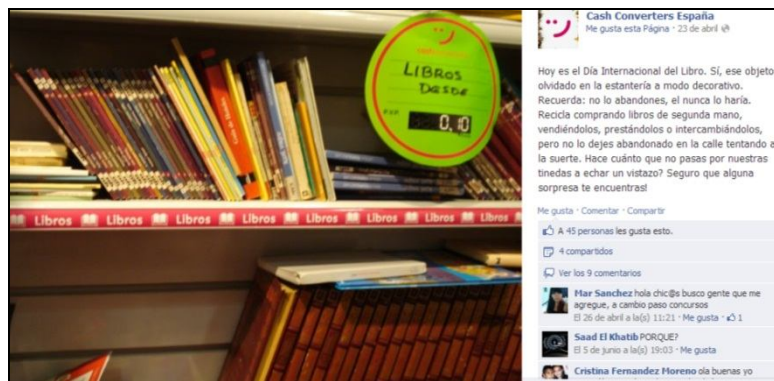 LIBROS
DESDE
P.V.P.
0,10
Libros Libros Libros Libros Libros Libros Libros Libros
Cash Converters España
Me gusta esta Página · 23 de abril
Hoy es el Día Internacional del Libro. Sí, ese objeto
olvidado en la estantería a modo decorativo.
Recuerda: no lo abandones, el nunca lo haría.
Recicla comprando libros de segunda mano,
vendiéndolos, prestándolos o intercambiándolos,
pero no lo dejes abandonado en la calle tentando a
la suerte. Hace cuánto que no pasas por nuestras
tinedas a echar un vistazo? Seguro que alguna
sorpresa te encuentras!
Me gusta · Comentar · Compartir
A 45 personas les gusta esto.
4 compartidos
Ver los 9 comentarios
Mar Sanchez hola chic@s busco gente que me
agregue, a cambio paso concursos
El 26 de abril a la(s) 11:21 · Me gusta · 1
Saad El Khatib PORQUE?
El 5 de junio a la(s) 19:03 · Me gusta
Cristina Fernandez Moreno ola buenas yo